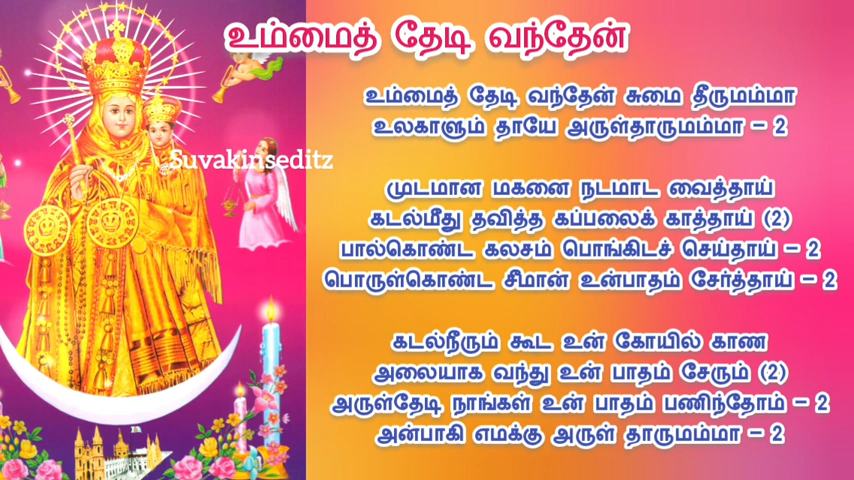 உம்மைத் தேடி வந்தேன்
உம்மைத் தேடி வந்தேன் சுமை தீருமம்மா
உலகாளும் தாயே அருள்தாருமம்மா – 2
Suvakinseditz
முடமான மகனை நடமாட வைத்தாய்
கடல்மீது தவித்த கப்பலைக் காத்தாய் (2)
பால்கொண்ட கலசம் பொங்கிடச் செய்தாய் – 2
பொருள்கொண்ட சீமான் உன்பாதம் சேர்த்தாய் – 2
கடல்நீரும் கூட உன் கோயில் காண
அலையாக வந்து உன் பாதம் சேரும் (2)
அருள்தேடி நாங்கள் உன் பாதம் பணிந்தோம் – 2
அன்பாகி எமக்கு அருள் தாருமம்மா – 2